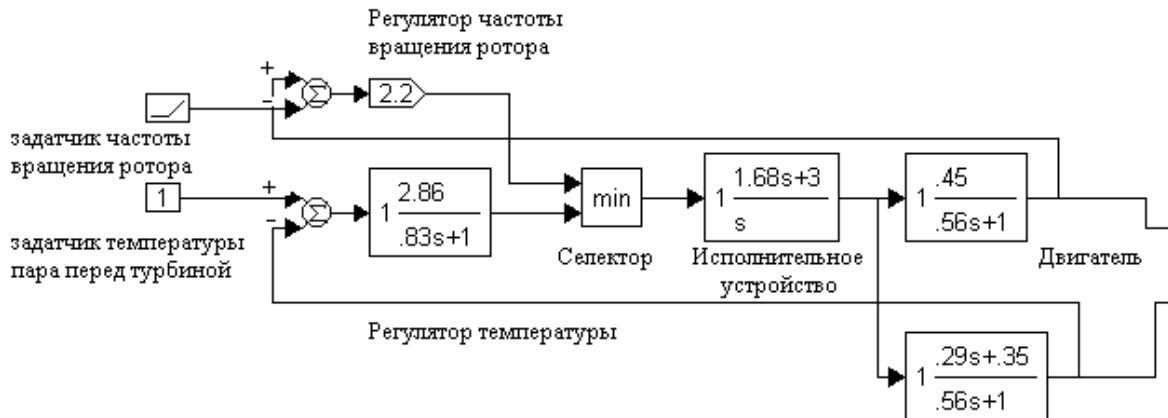 Регулятор частоты
вращения ротора
+
-
Σ
2.2
задатчик частоты
вращения ротора
1
+
-
Σ
1 2.86
.83s+1
min
1 1.68s+3
s
1 .45
.56s+1
задатчик температуры
пара перед турбиной
Селектор
Исполнительное
устройство
Двигатель
Регулятор температуры
1 .29s+.35
.56s+1